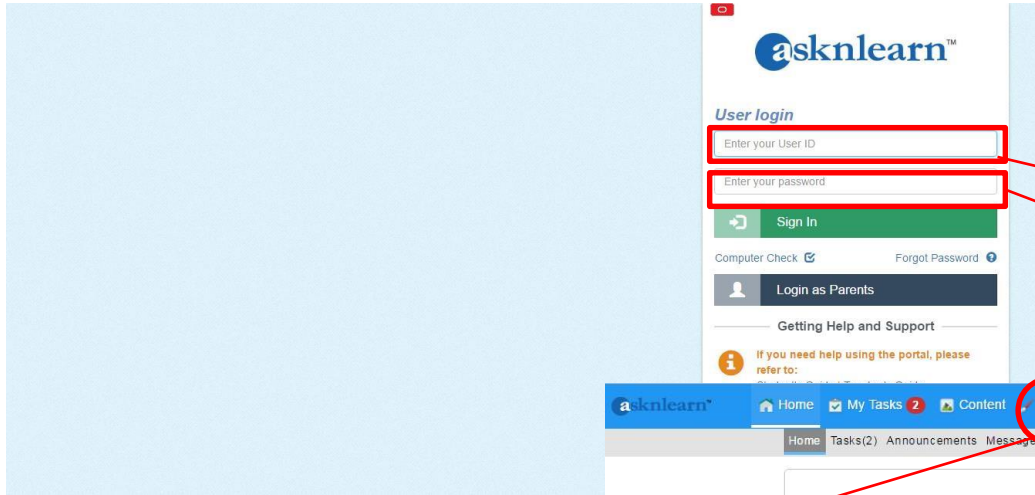 asknlearn™
User login
Enter your User ID
Enter your password
Sign In
Computer Check Forgot Password
Login as Parents
Getting Help and Support
If you need help using the portal, please
refer to:
asknlearn Home My Tasks 2 Content
Home Tasks(2) Announcements Message